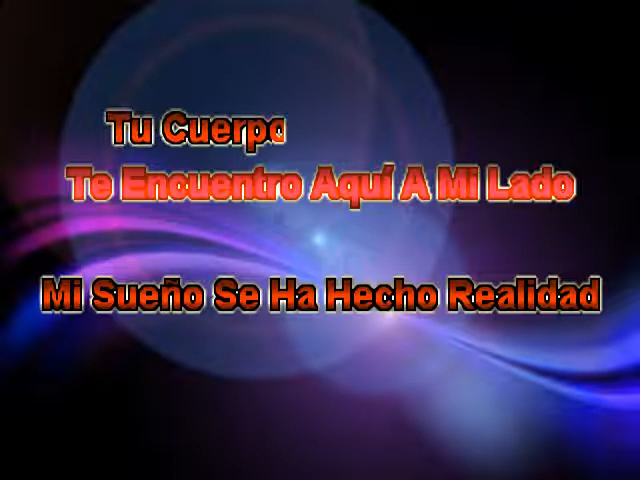 Tu Cuerpo
Te Encuentro Aquí A Mi Lado
Mi Sueño Se Ha Hecho Realidad